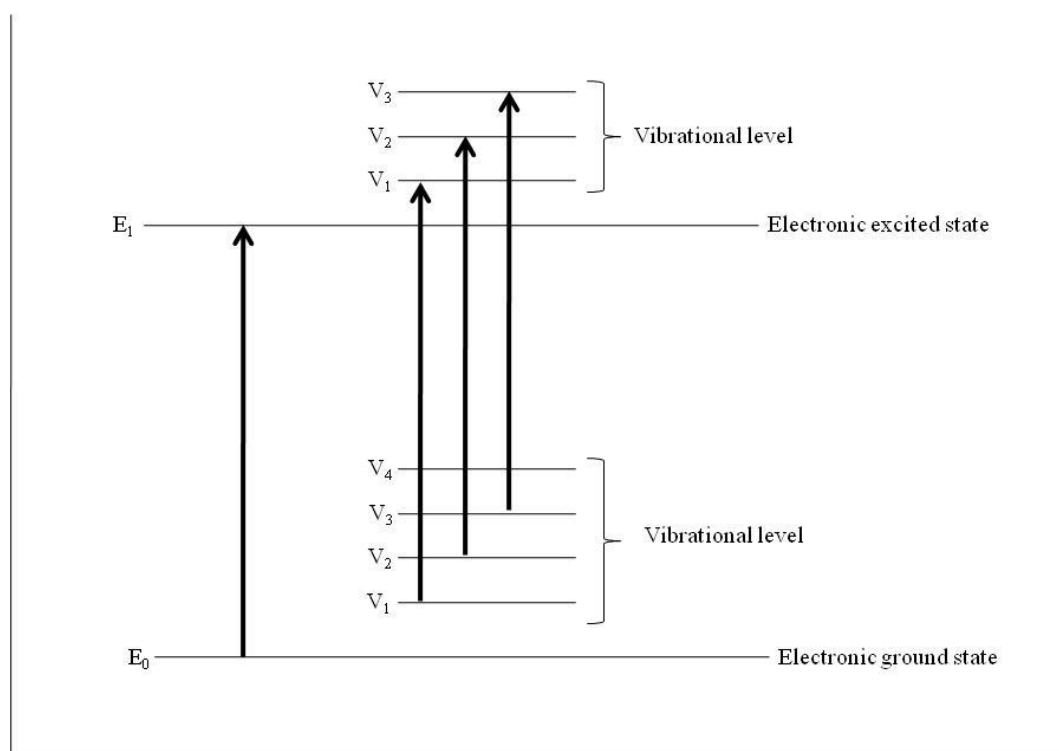 V₃
V₂ Vibrational level
V₁
E₁ Electronic excited state
V₄
V₃
Vibrational level
V₂
V₁
E₀ Electronic ground state